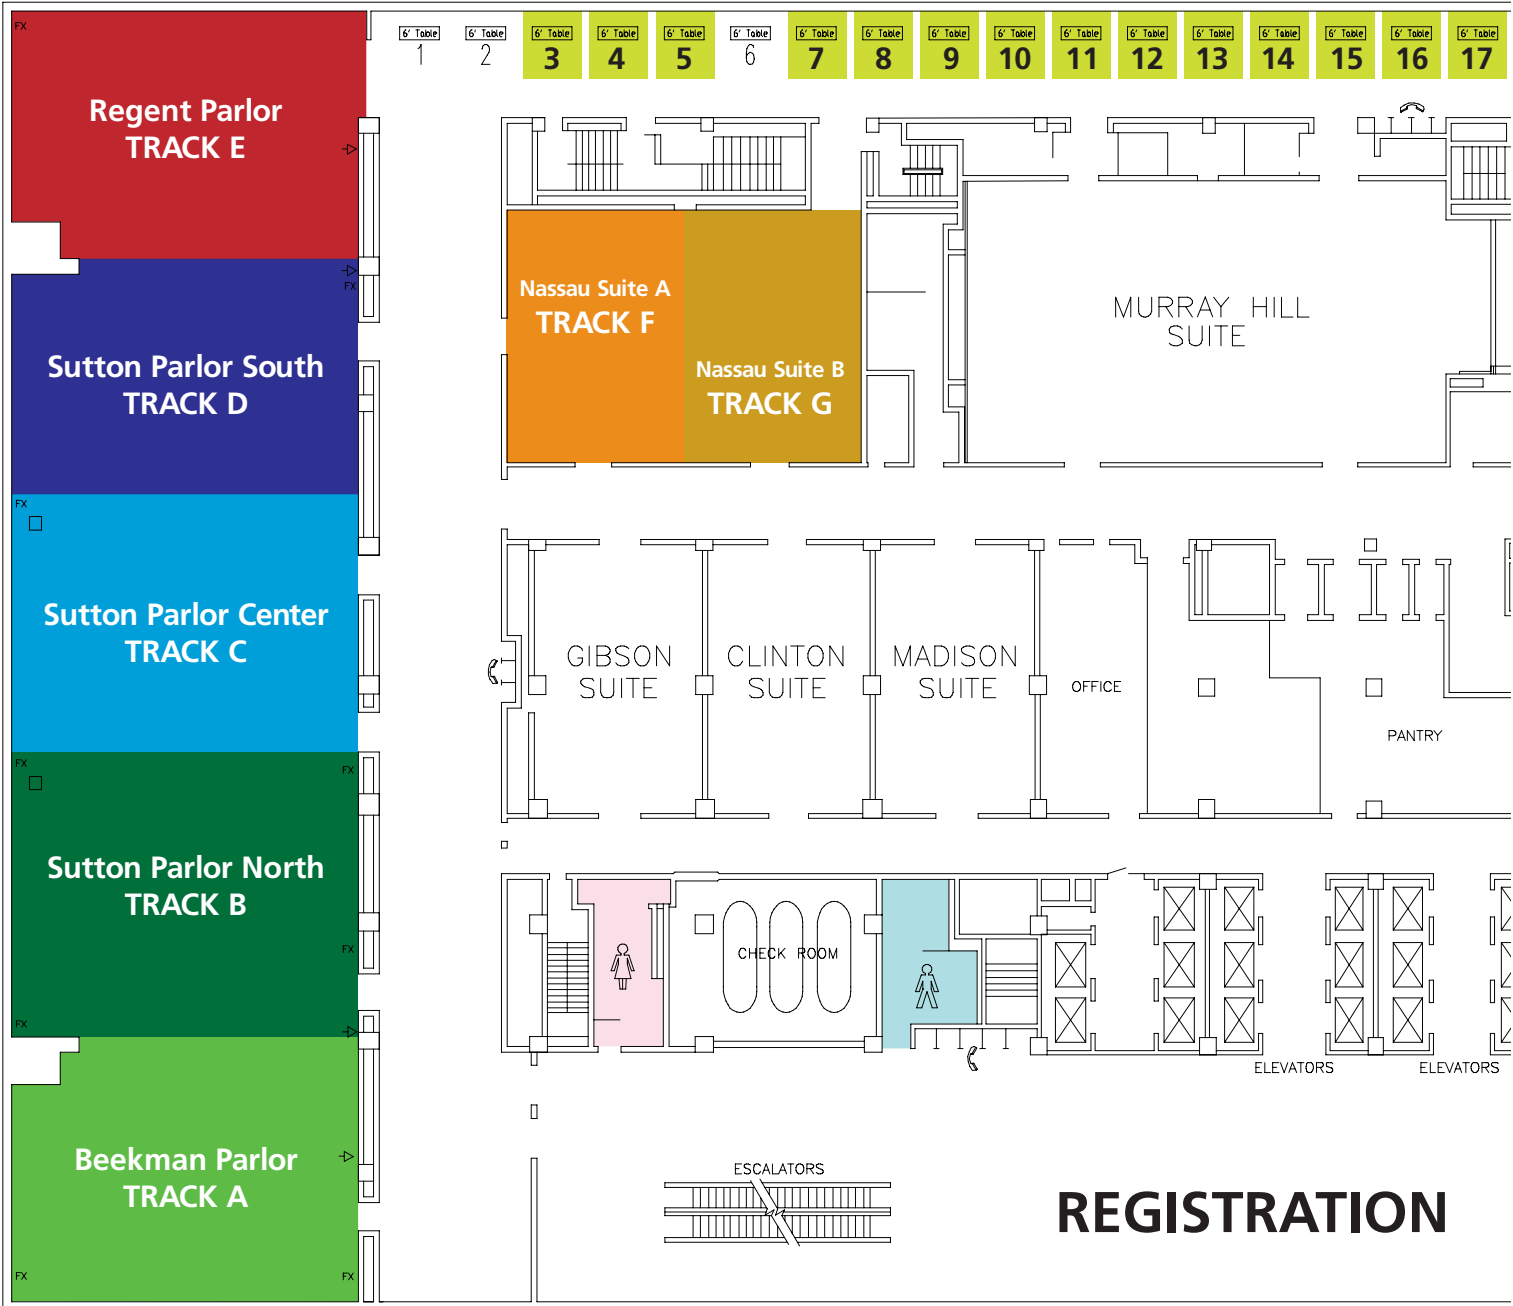 FX
6' Table 6' Table 6' Table 6' Table 6' Table 6' Table 6' Table 6' Table 6' Table 6' Table 6' Table 6' Table 6' Table 6' Table 6' Table 6' Table 6' Table
1 2 3 4 5 6 7 8 9 10 11 12 13 14 15 16 17
Regent Parlor
TRACK E
FX
Sutton Parlor South
TRACK D
Nassau Suite A
TRACK F
Nassau Suite B
TRACK G
MURRAY HILL
SUITE
FX
Sutton Parlor Center
TRACK C
GIBSON
SUITE
CLINTON
SUITE
MADISON
SUITE
OFFICE
PANTRY
FX
FX
Sutton Parlor North
TRACK B
FX
FX
CHECK ROOM
ELEVATORS
ELEVATORS
Beekman Parlor
TRACK A
FX
FX
ESCALATORS
REGISTRATION